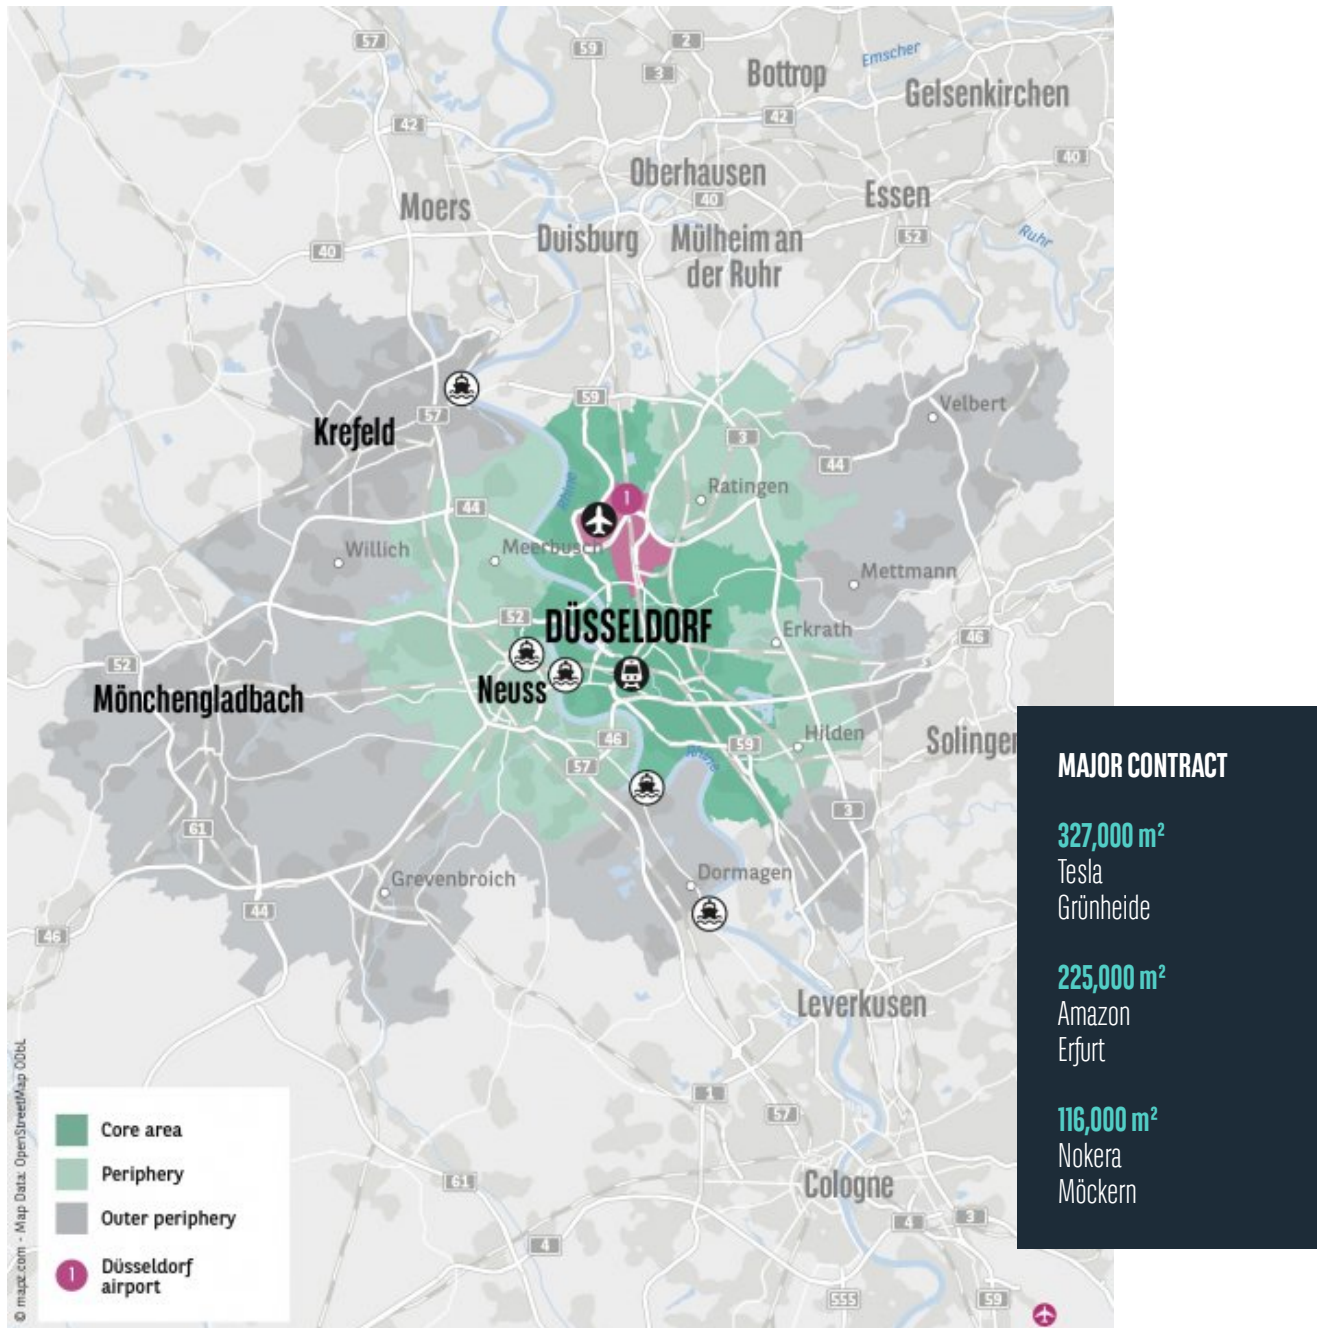 57
59
2
3
Bottrop
Emscher
Gelsenkirchen
42
42
40
Oberhausen
40
Essen
Moers
Duisburg
Mülheim an
der Ruhr
52
Ruhr
40
59
Krefeld
57
Velbert
3
44
Rhine
1
Ratingen
44
Willich
Meerbusch
Mettmann
52
DÜSSELDORF
Erkrath
46
52
Mönchengladbach
Neuss
46
59
Hilden
Solingen
57
Rhine
61
3
Grevenbroich
Dormagen
44
46
Leverkusen
1
57
61
Cologne
4
3
4
555
59
Core area
Periphery
Outer periphery
1
Düsseldorf
airport
© mapz.com - Map Data: OpenStreetMap ODbL
MAJOR CONTRACT
327,000 m²
Tesla
Grünheide
225,000 m²
Amazon
Erfurt
116,000 m²
Nokera
Möckern